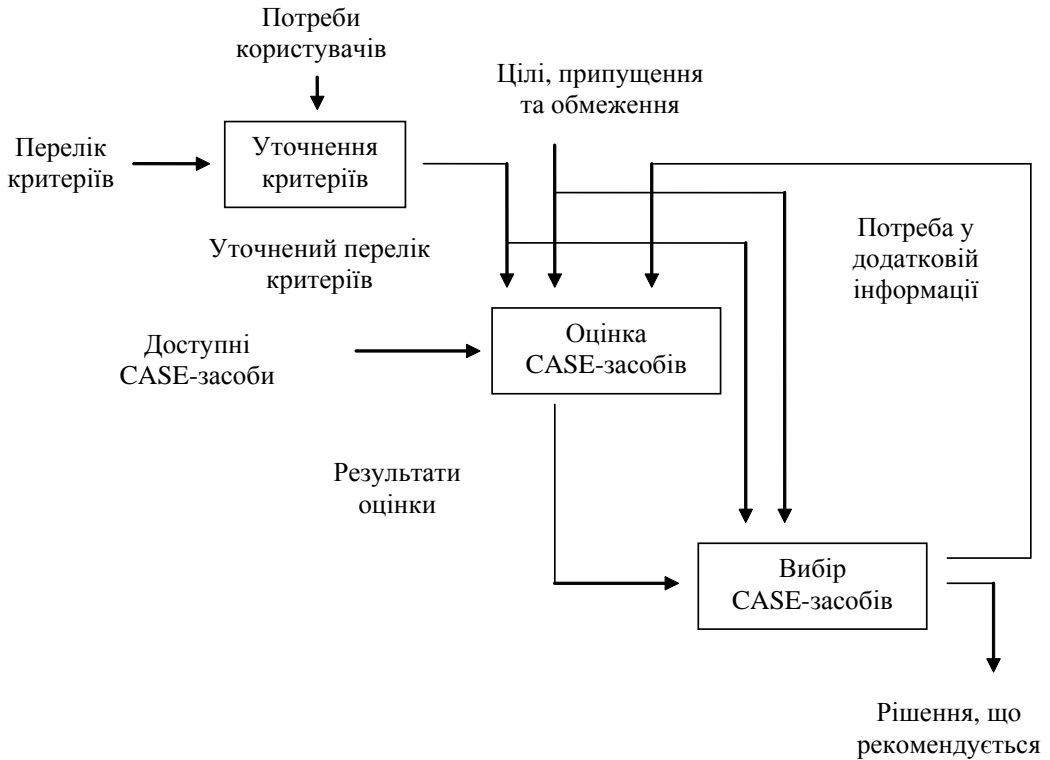 Потреби
користувачів
Цілі, припущення
та обмеження
Перелік
критеріїв
Уточнення
критеріїв
Уточнений перелік
критеріїв
Потреба у
додатковій
інформації
Доступні
CASE-засоби
Оцінка
CASE-засобів
Результати
оцінки
Вибір
CASE-засобів
Рішення, що
рекомендується